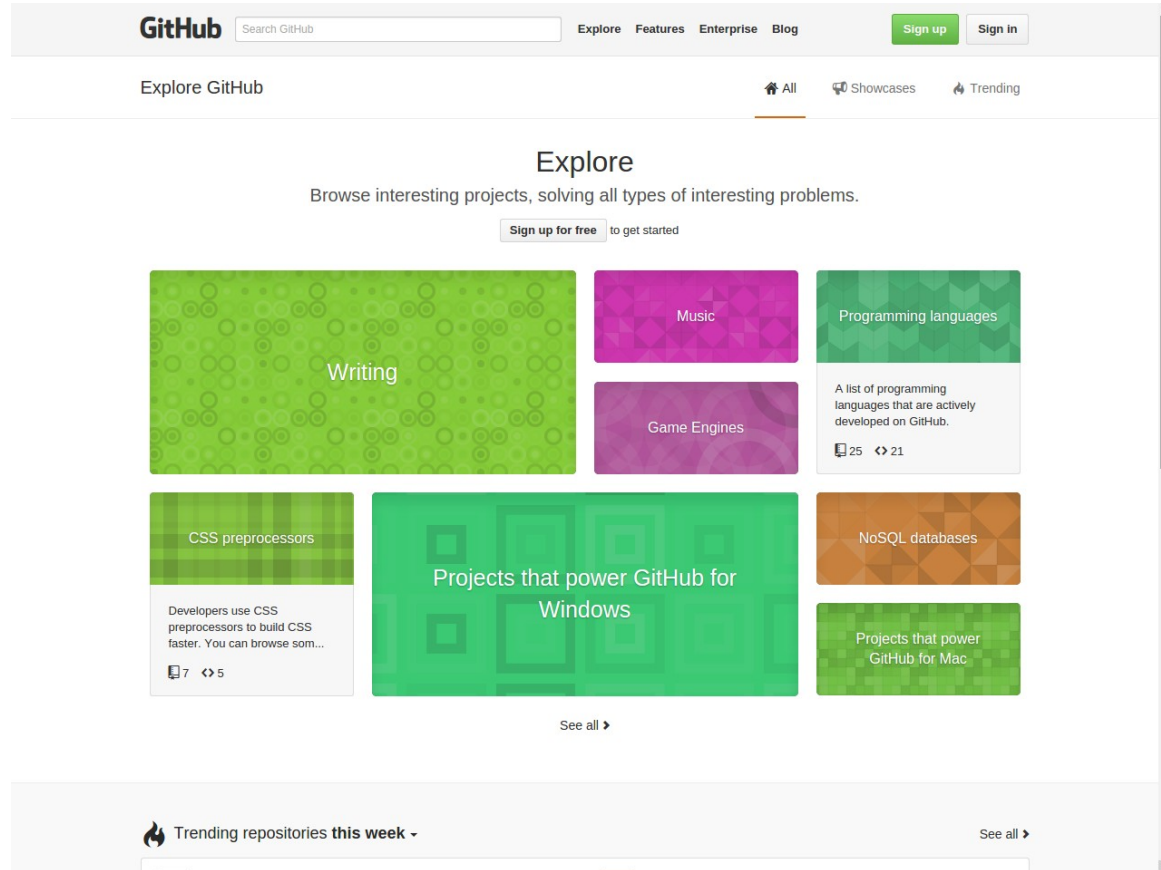 GitHub Search GitHub Explore Features Enterprise Blog Sign up Sign in
Explore GitHub All Showcases Trending
Explore
Browse interesting projects, solving all types of interesting problems.
Sign up for free to get started
Writing
Music
Game Engines
Programming languages
A list of programming
languages that are actively
developed on GitHub.
25 21
CSS preprocessors
Developers use CSS
preprocessors to build CSS
faster. You can browse som...
7 5
Projects that power GitHub for
Windows
NoSQL databases
Projects that power
GitHub for Mac
See all
Trending repositories this week
See all